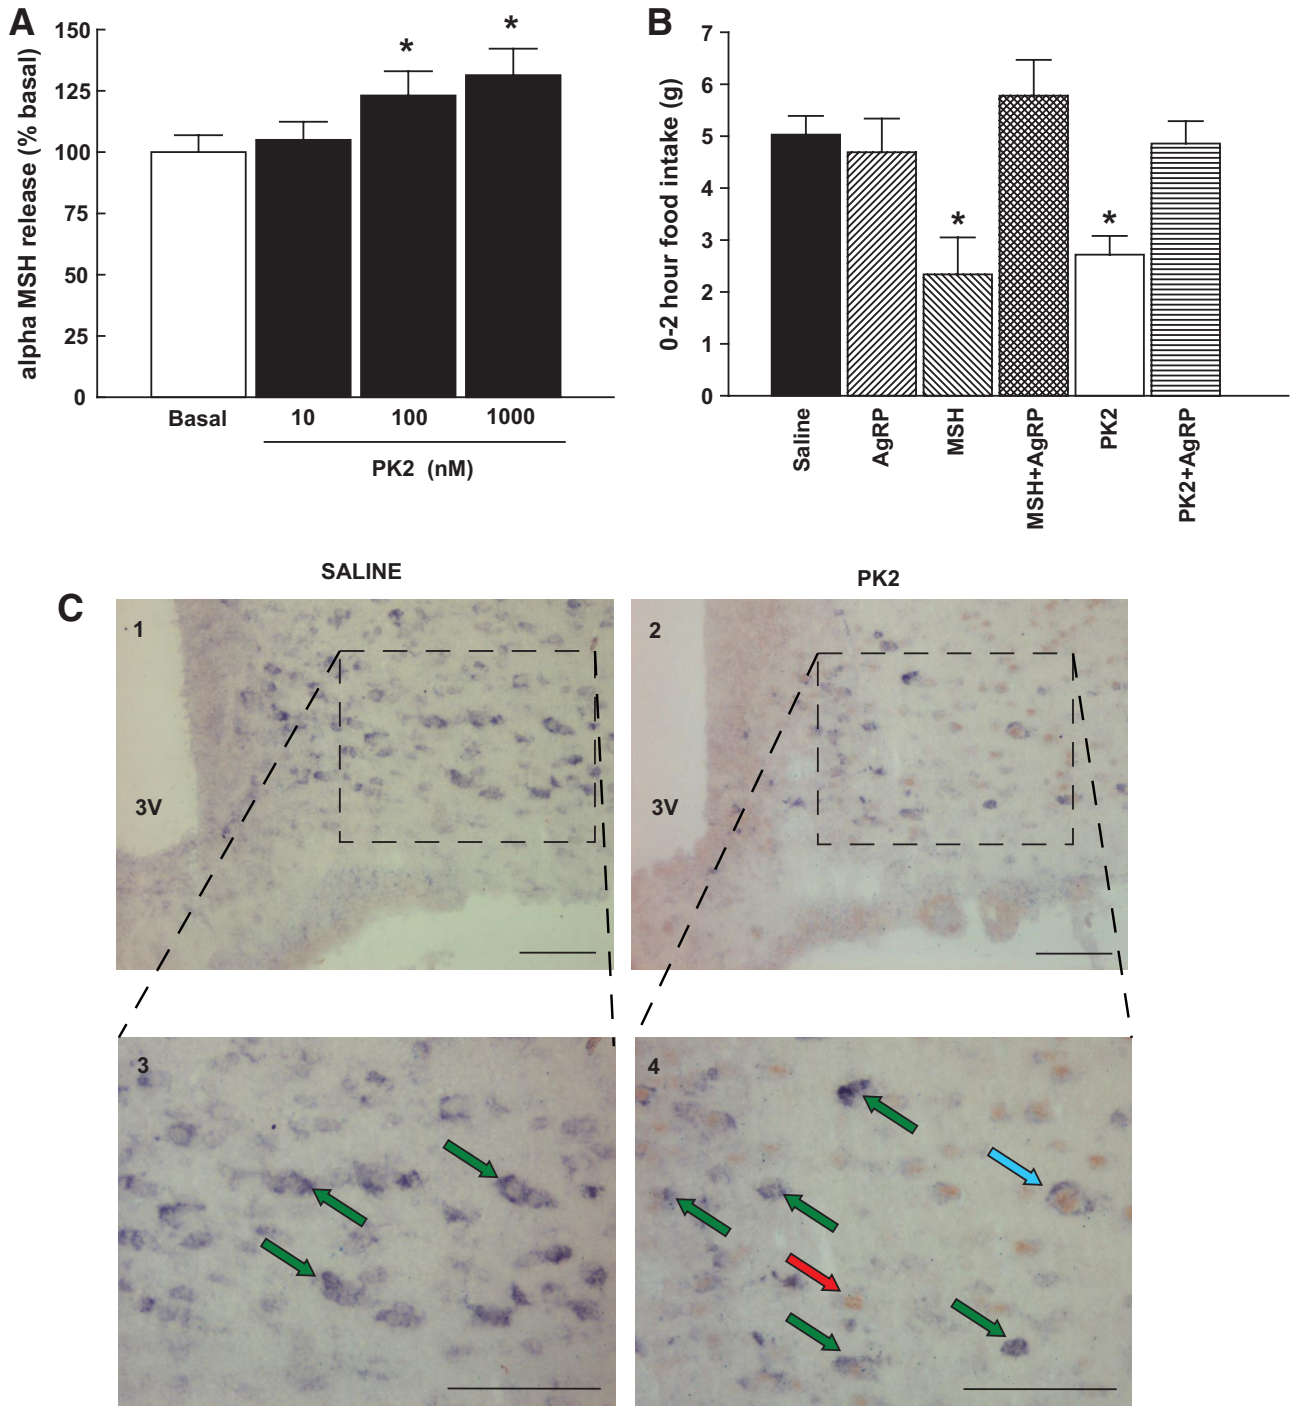 A
alpha MSH release (% basal)
150
125
100
75
50
25
0
*
*
Basal
10
100
1000
PK2 (nM)
B
0-2 hour food intake (g)
7
6
5
4
3
2
1
0
*
*
Saline
AgRP
MSH
MSH+AgRP
PK2
PK2+AgRP
C
SALINE
PK2
1
3V
2
3V
3
4